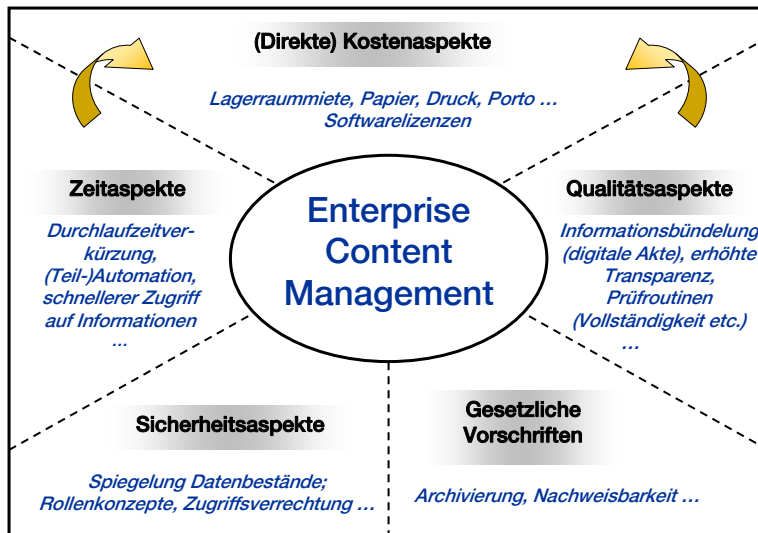 (Direkte) Kostenaspekte
Lagerraummiete, Papier, Druck, Porto …
Softwarelizenzen
Zeitaspekte
Durchlaufzeitver-
kürzung,
(Teil-)Automation,
schnellerer Zugriff
auf Informationen
...
Enterprise
Content
Management
Qualitätsaspekte
Informationsbündelung
(digitale Akte), erhöhte
Transparenz,
Prüfroutinen
(Vollständigkeit etc.)
…
Sicherheitsaspekte
Spiegelung Datenbestände;
Rollenkonzepte, Zugriffsverrechtung …
Gesetzliche
Vorschriften
Archivierung, Nachweisbarkeit …